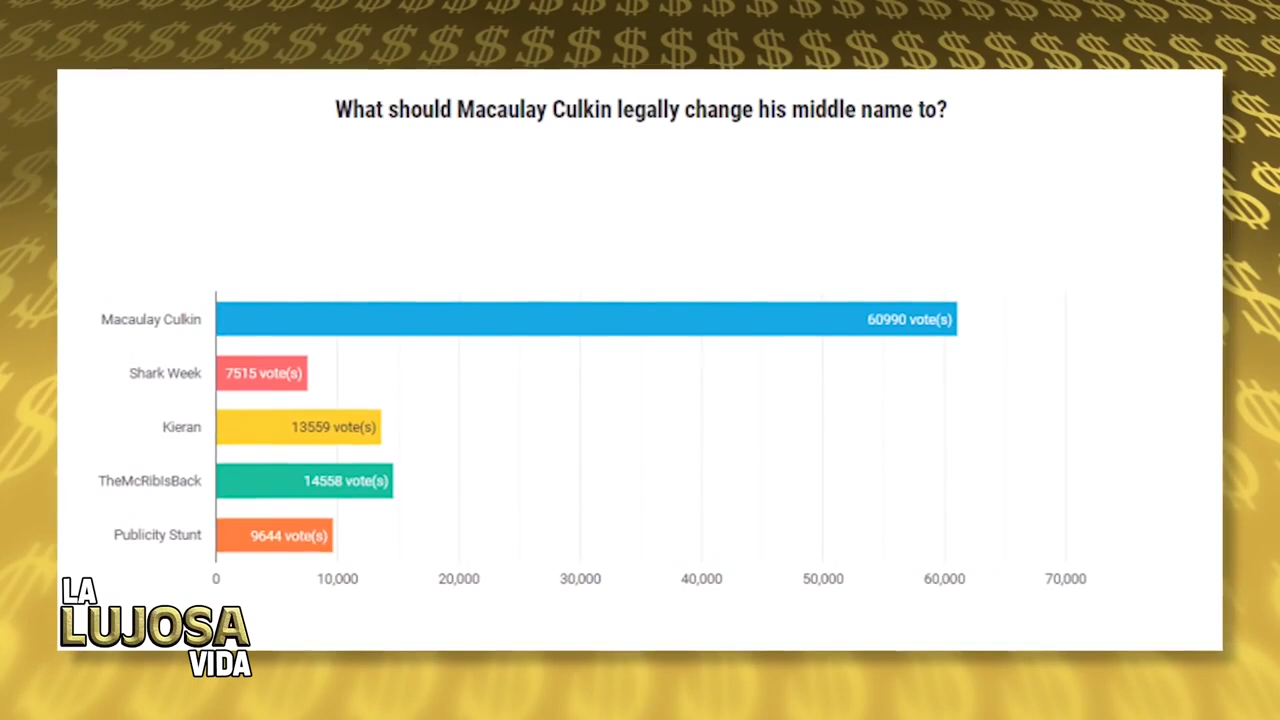 What should Macaulay Culkin legally change his middle name to?
Macaulay Culkin 60990 vote(s)
Shark Week 7515 vote(s)
Kieran 13559 vote(s)
TheMcRibIsBack 14558 vote(s)
Publicity Stunt 9644 vote(s)
0 10,000 20,000 30,000 40,000 50,000 60,000 70,000
LA
LUJOSA
VIDA